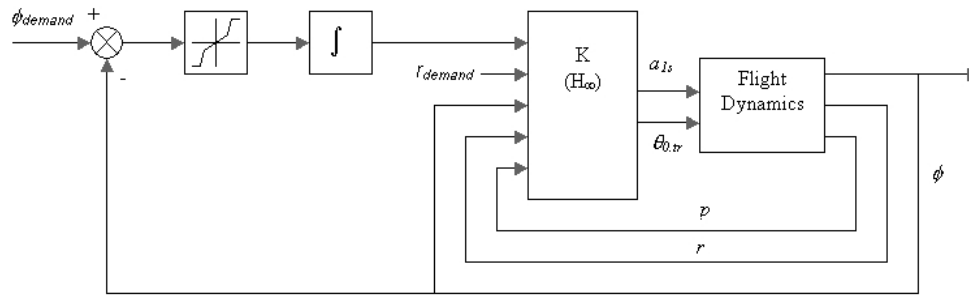 ϕdemand
+
-
∫
rdemand
K
(H∞)
a1s
θ0.tr
Flight
Dynamics
ϕ
p
r